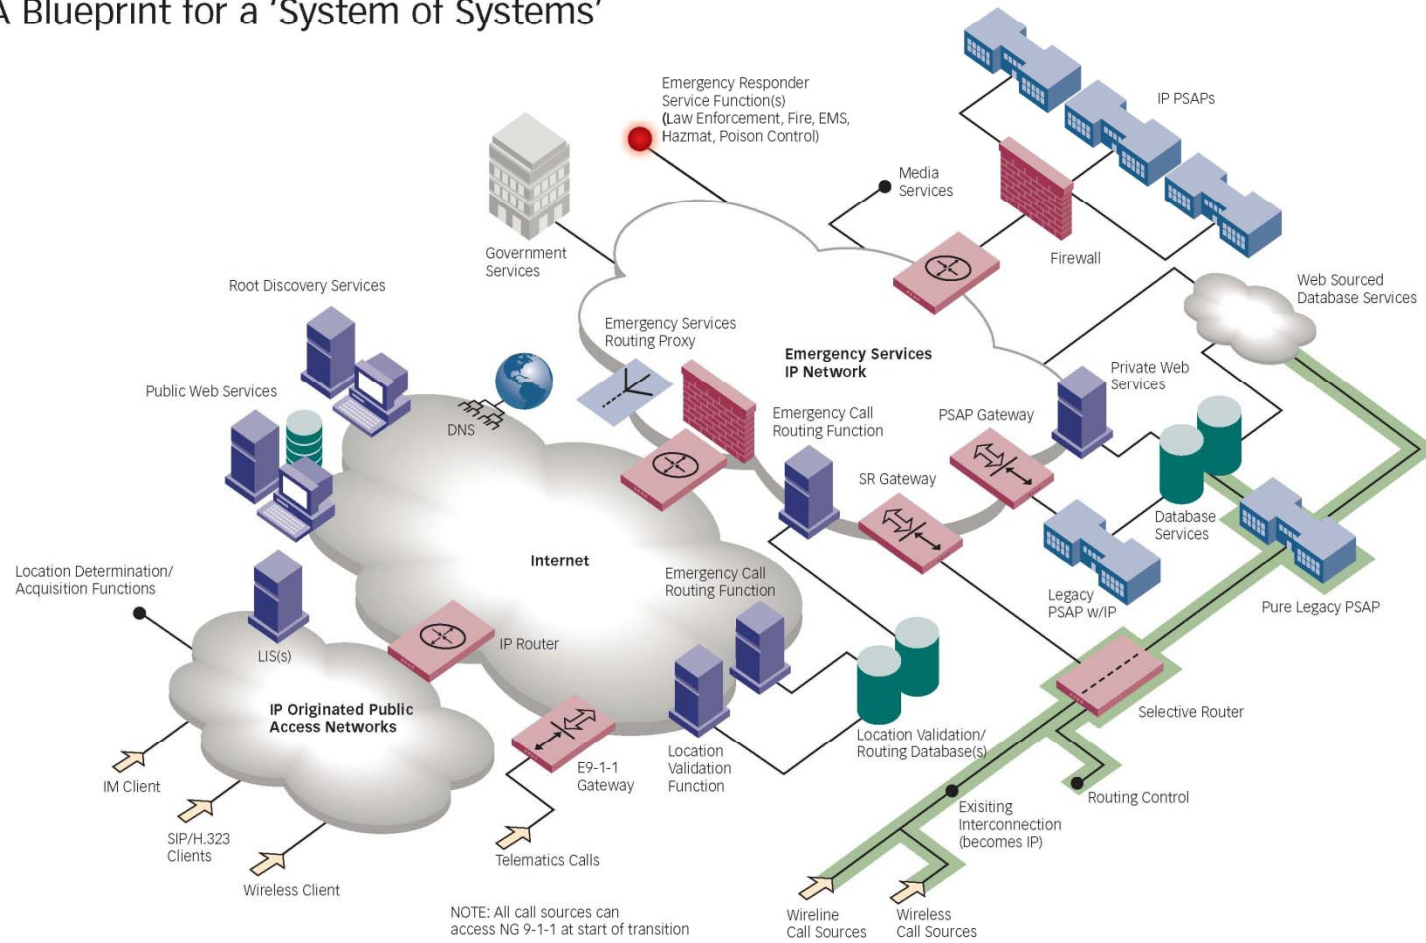 A Blueprint for a ‘System of Systems’
Emergency Responder
Service Function(s)
(Law Enforcement, Fire, EMS,
Hazmat, Poison Control)
IP PSAPs
Media
Services
Government
Services
Firewall
Web Sourced
Database Services
Root Discovery Services
Emergency Services
Routing Proxy
Emergency Services
IP Network
Private Web
Services
Public Web Services
DNS
Emergency Call
Routing Function
PSAP Gateway
SR Gateway
Database
Services
Internet
Location Determination/
Acquisition Functions
Emergency Call
Routing Function
Legacy
PSAP w/IP
Pure Legacy PSAP
LIS(s)
IP Router
IP Originated Public
Access Networks
Selective Router
Location Validation/
Routing Database(s)
Location
Validation
Function
E9-1-1
Gateway
IM Client
Routing Control
Exisiting
Interconnection
(becomes IP)
SIP/H.323
Clients
Telematics Calls
Wireless Client
NOTE: All call sources can
access NG 9-1-1 at start of transition
Wireline
Call Sources
Wireless
Call Sources